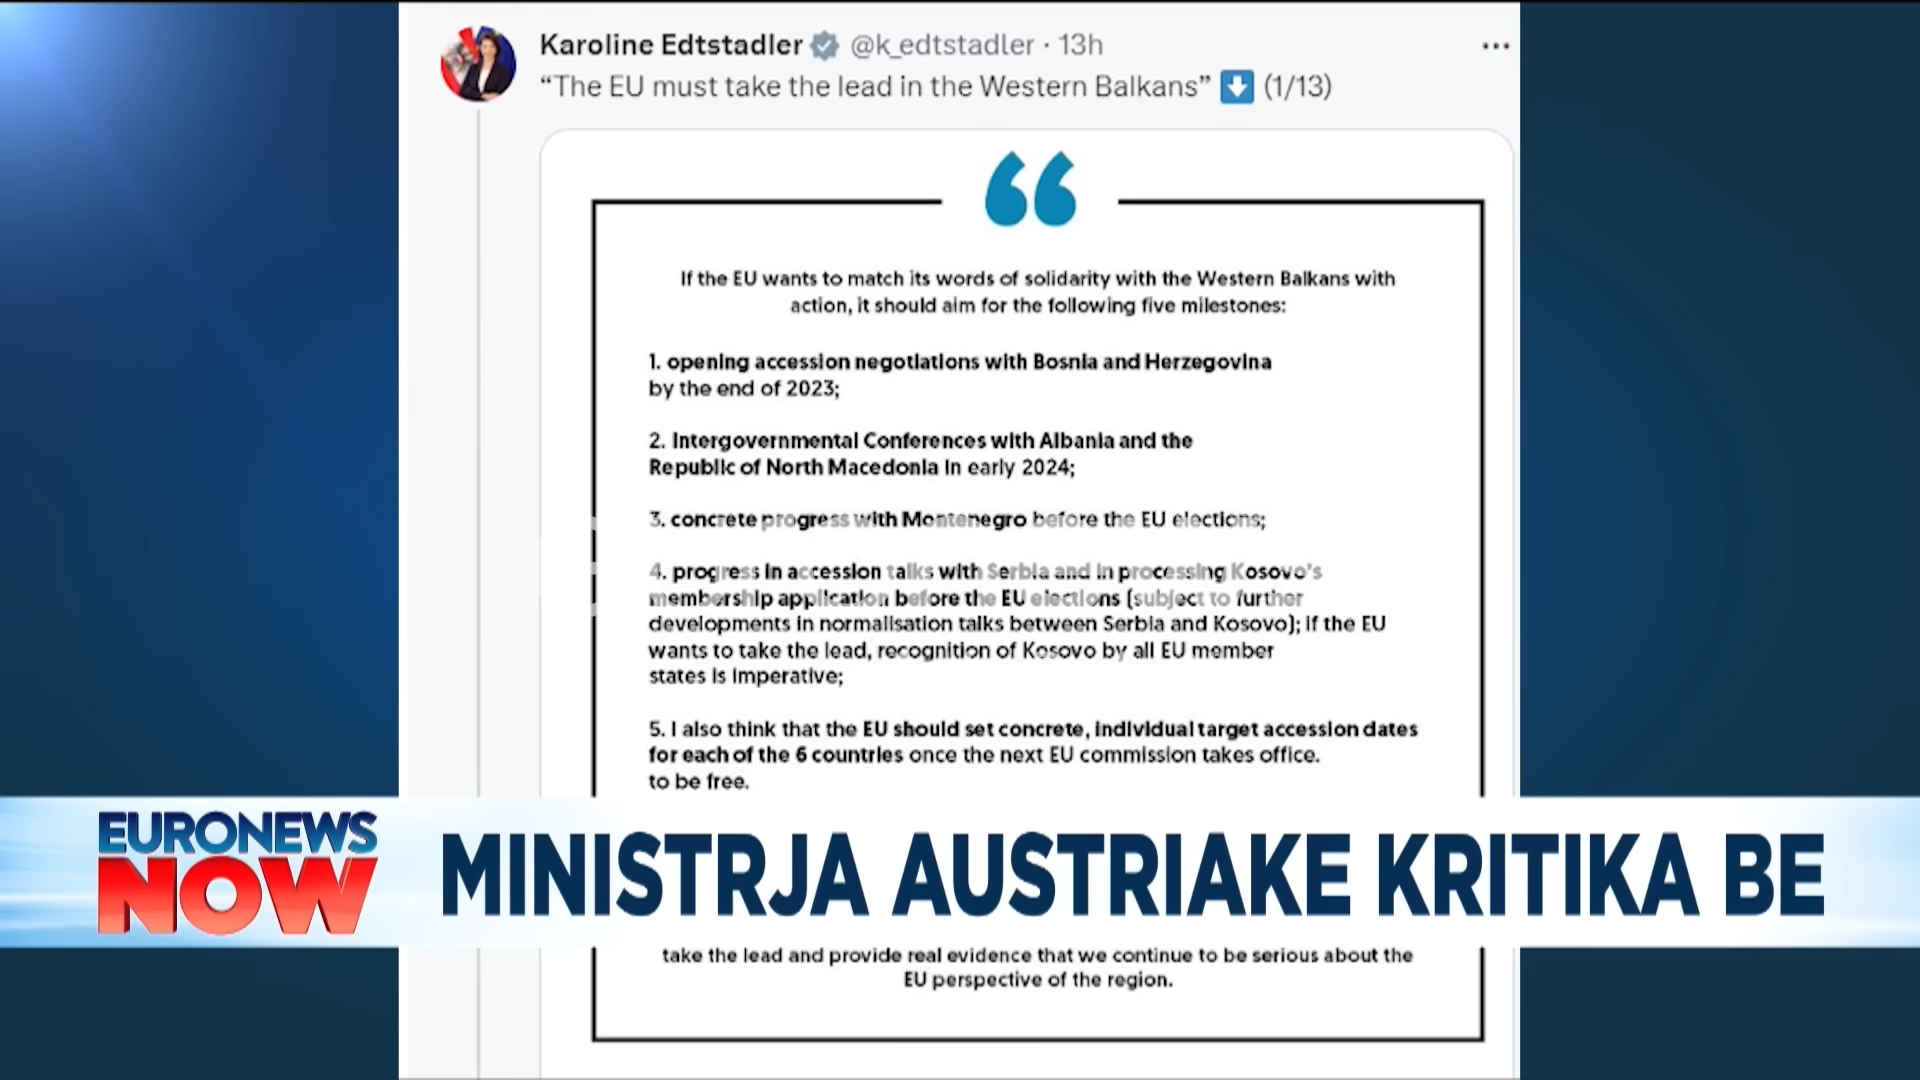 Karoline Edtstadler @k_edtstadler · 13h
“The EU must take the lead in the Western Balkans” ⬇ (1/13)
If the EU wants to match its words of solidarity with the Western Balkans with
action, it should aim for the following five milestones:
1. opening accession negotiations with Bosnia and Herzegovina
by the end of 2023;
2. Intergovernmental Conferences with Albania and the
Republic of North Macedonia in early 2024;
3. concrete progress with Montenegro before the EU elections;
4. progress in accession talks with Serbia and in processing Kosovo's
membership application before the EU elections (subject to further
developments in normalisation talks between Serbia and Kosovo); if the EU
wants to take the lead, recognition of Kosovo by all EU member
states is imperative;
5. I also think that the EU should set concrete, individual target accession dates
for each of the 6 countries once the next EU commission takes office.
to be free.
EURONEWS
NOW
MINISTRJA AUSTRIAKE KRITIKA BE
take the lead and provide real evidence that we continue to be serious about the
EU perspective of the region.